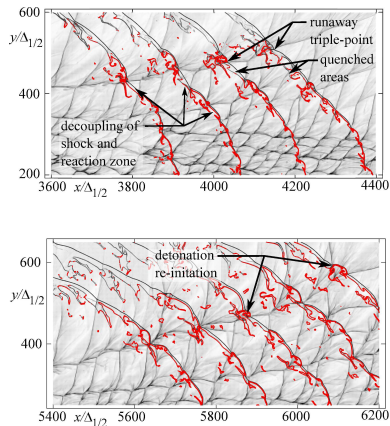 y/Δ1/2
600
400
200
runaway
triple-point
quenched
areas
decoupling of
shock and
reaction zone
3600 3800 4000 4200 4400
x/Δ1/2
600
y/Δ1/2
400
detonation
re-initation
5400 5600 5800 6000 6200
x/Δ1/2